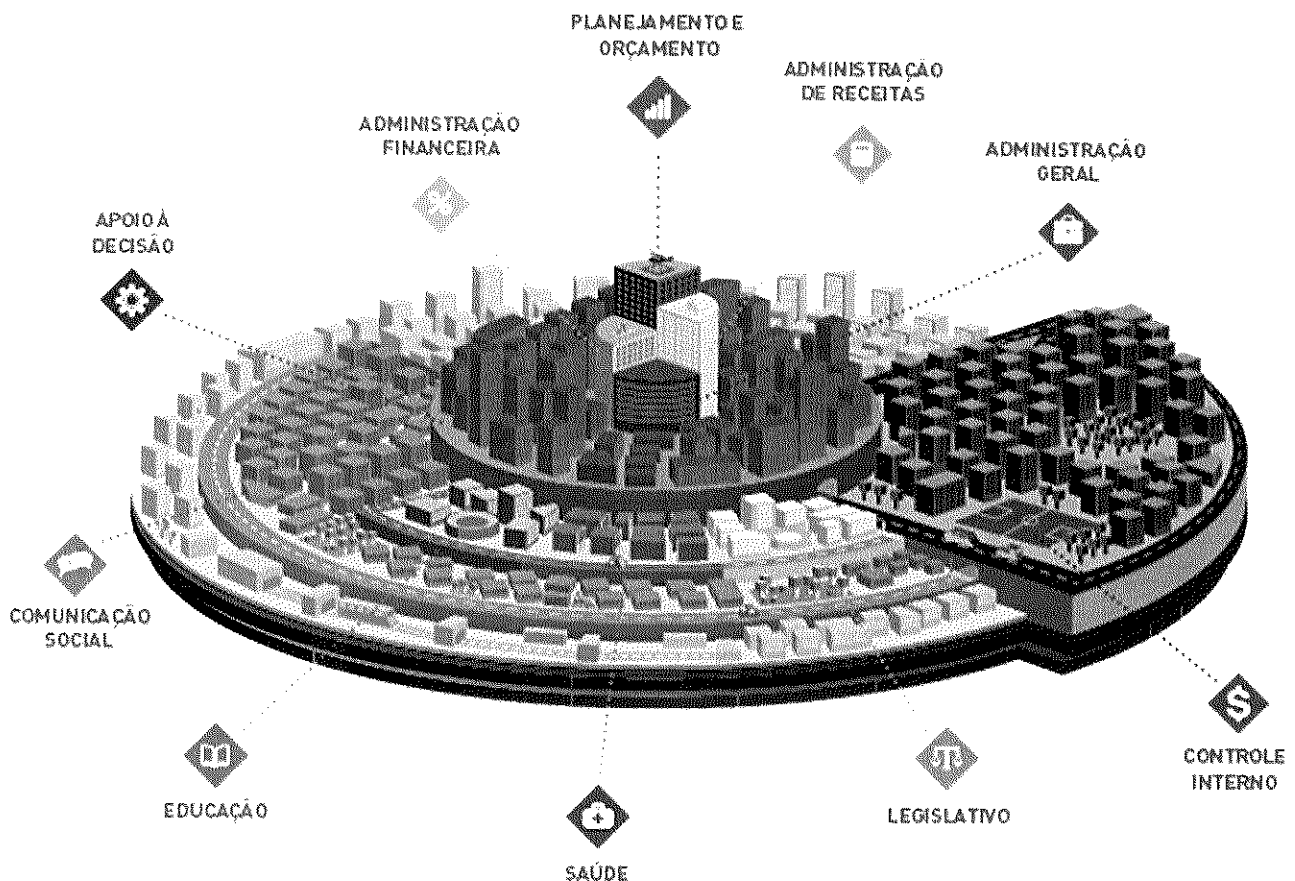 PLANEJAMENTO E
ORÇAMENTO
ADMINISTRAÇÃO
DE RECEITAS
ADMINISTRAÇÃO
FINANCEIRA
ADMINISTRAÇÃO
GERAL
APOIO À
DECISÃO
COMUNICAÇÃO
SOCIAL
EDUCAÇÃO
SAÚDE
LEGISLATIVO
CONTROLE
INTERNO